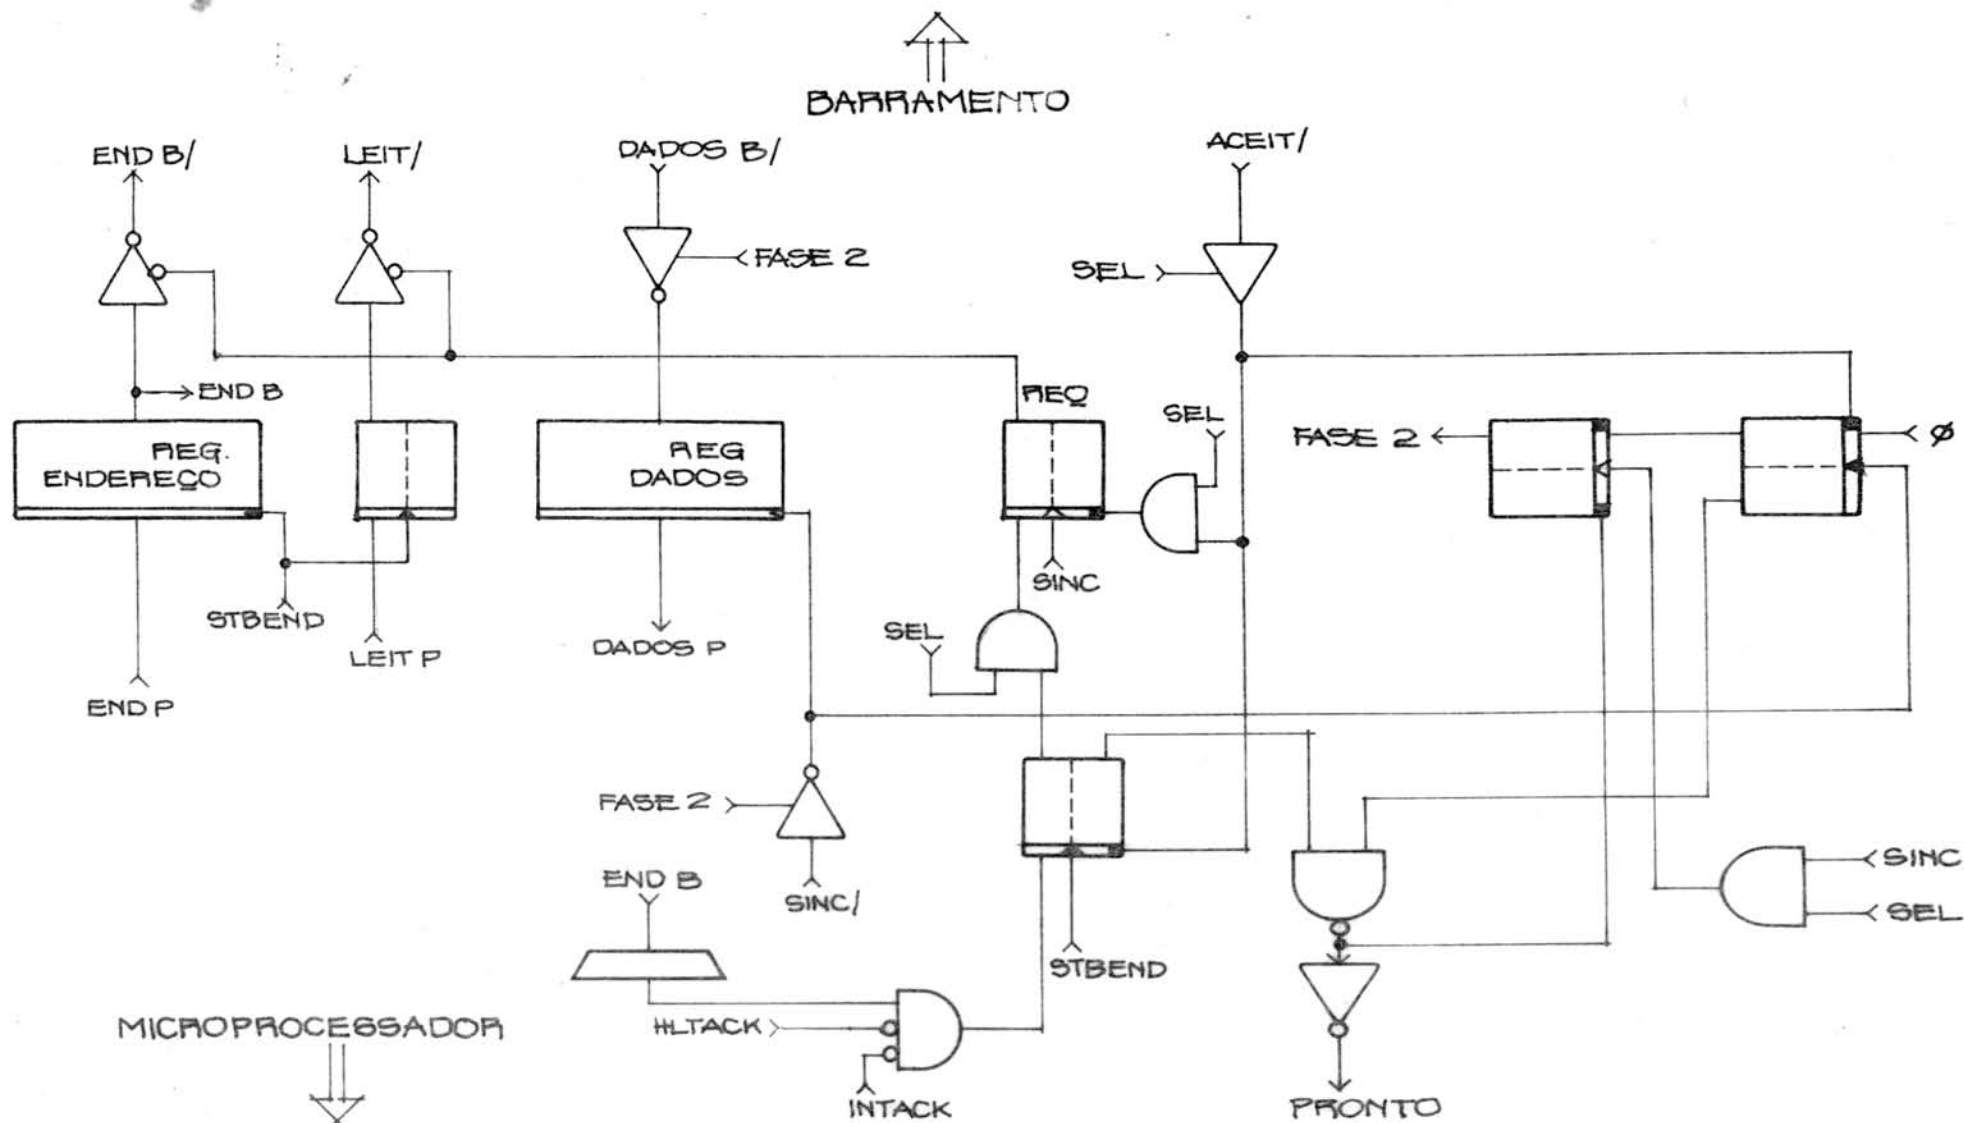 BARRAMENTO
END B/
LEIT/
DADOS B/
ACEIT/
FASE 2
SEL
END B
REQ
SEL
FASE 2
Ø
REG.
ENDEREÇO
REG
DADOS
SINC
STBEND
SEL
LEIT P
DADOS P
END P
FASE 2
SINC
END B
SINC/
SEL
STBEND
MICROPROCESSADOR
HLTACK
INTACK
PRONTO